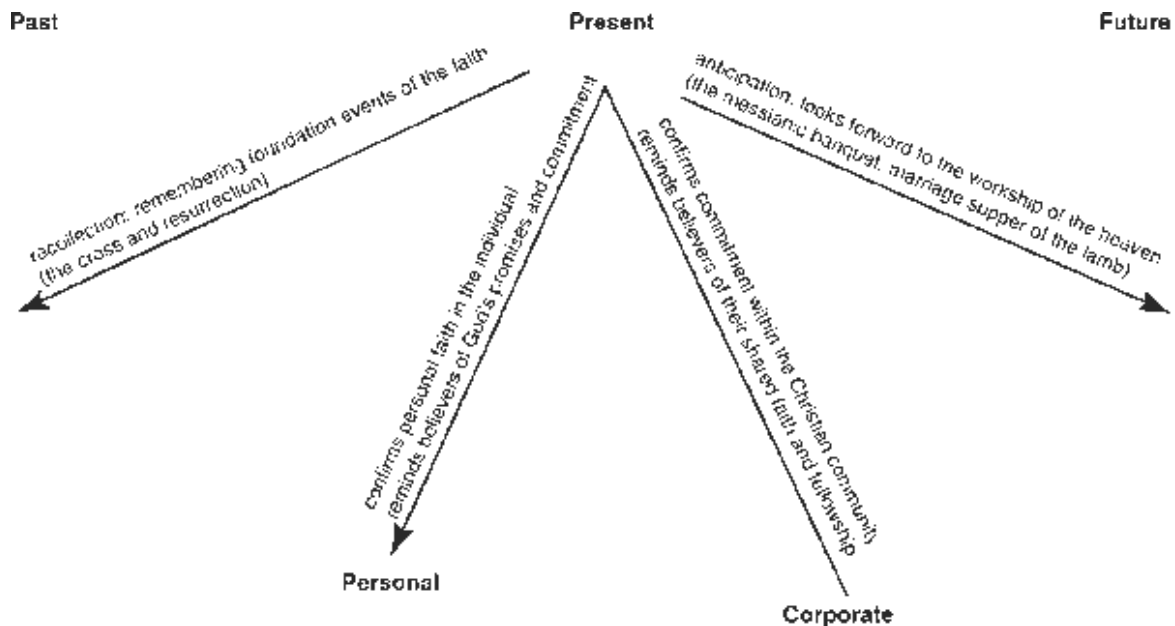 Past
Present
Future
recollection: remembering foundation events of the faith
(the cross and resurrection)
confirms personal faith in the individual
reminds believers of God's promises and commitment
confirms commitment within the Christian community
reminds believers of their shared faith and fellowship
anticipation, looks forward to the workship of the heaven
(the messianic banquet, marriage supper of the lamb)
Personal
Corporate